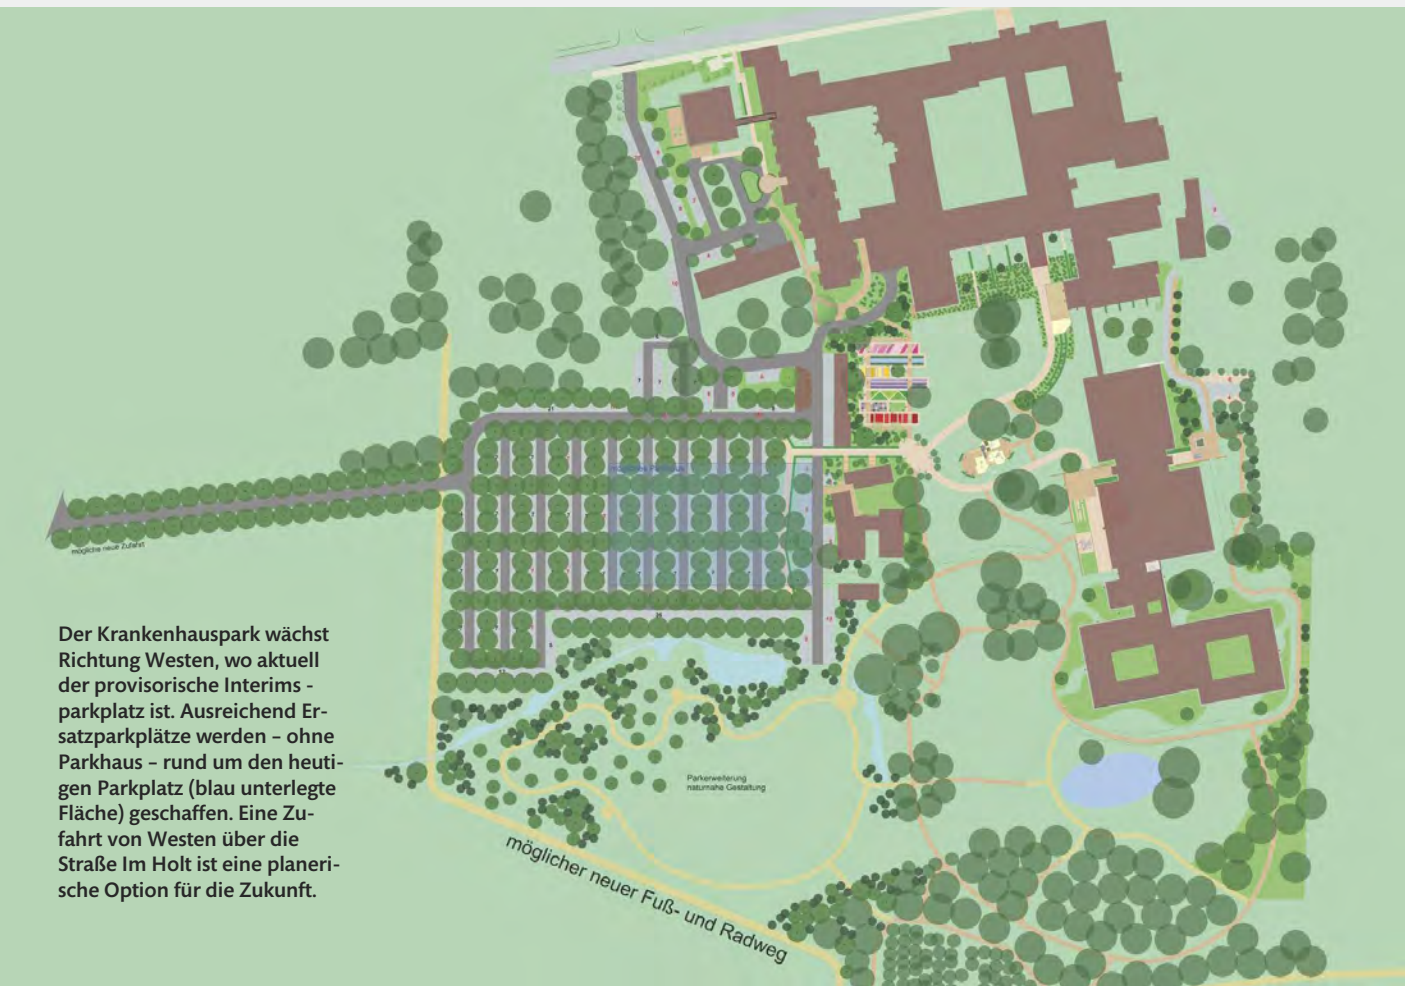 mögliches Parkhaus
mögliche neue Zufahrt
Der Krankenhauspark wächst
Richtung Westen, wo aktuell
der provisorische Interims -
parkplatz ist. Ausreichend Er-
satzparkplätze werden – ohne
Parkhaus – rund um den heuti-
gen Parkplatz (blau unterlegte
Fläche) geschaffen. Eine Zu-
fahrt von Westen über die
Straße Im Holt ist eine planeri-
sche Option für die Zukunft.
Parkerweiterung
naturnahe Gestaltung
möglicher neuer Fuß- und Radweg